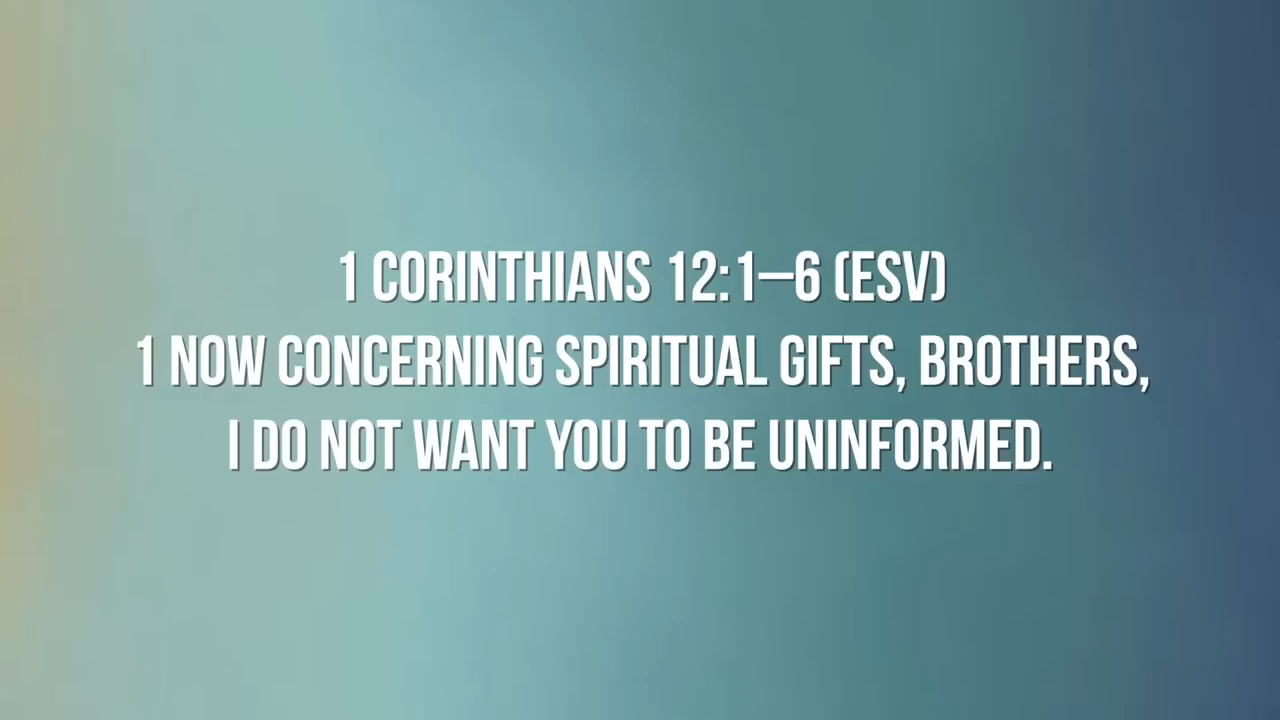 1 CORINTHIANS 12:1–6 (ESV)
1 NOW CONCERNING SPIRITUAL GIFTS, BROTHERS,
I DO NOT WANT YOU TO BE UNINFORMED.